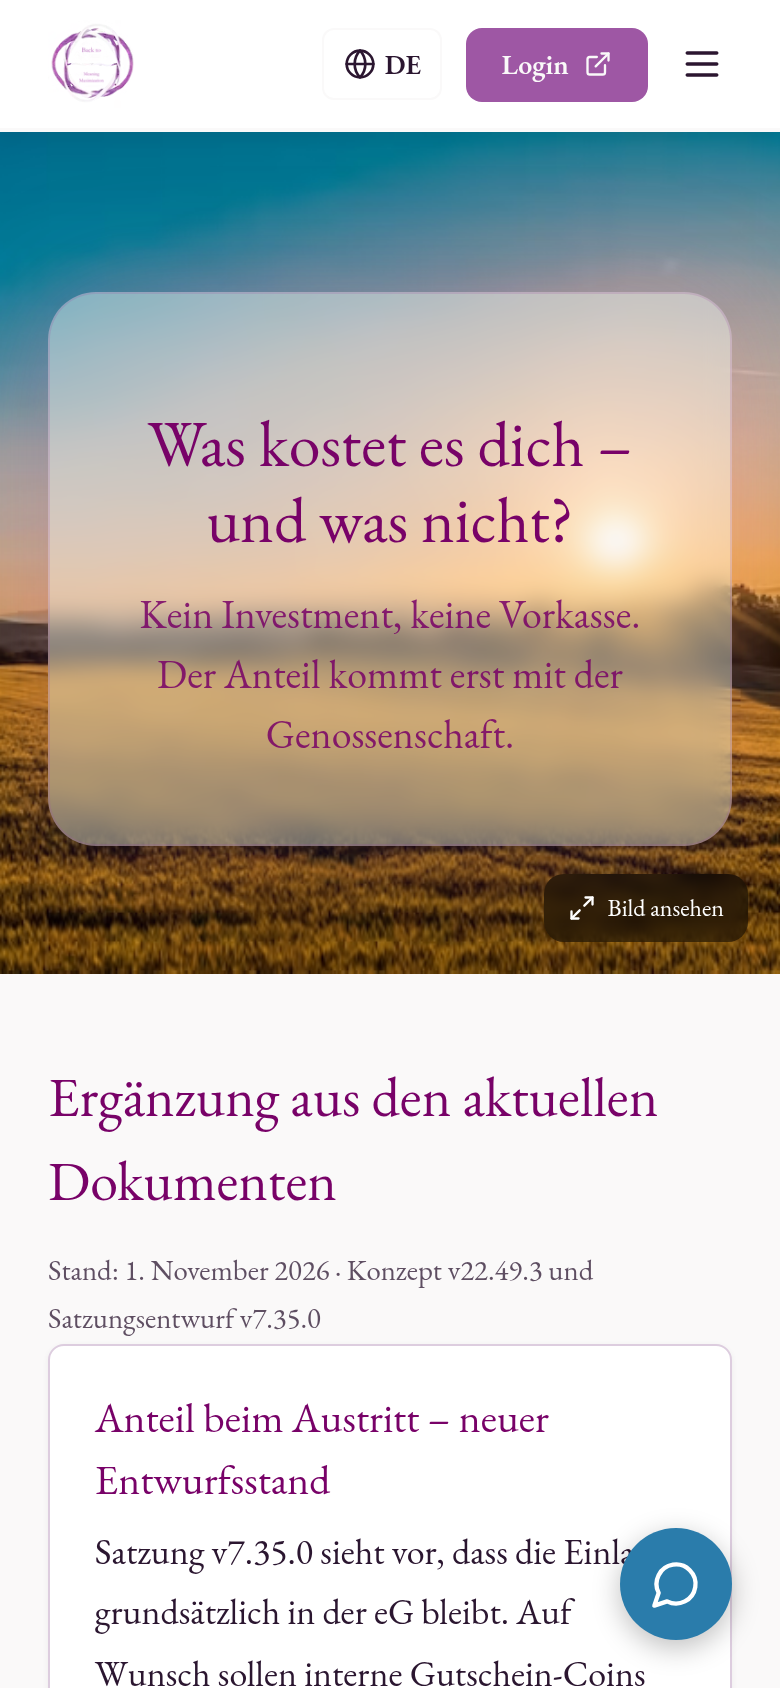 Back to
DE
Login
Was kostet es dich –
und was nicht?
Kein Investment, keine Vorkasse.
Der Anteil kommt erst mit der
Genossenschaft.
Bild ansehen
Ergänzung aus den aktuellen
Dokumenten
Stand: 1. November 2026 · Konzept v22.49.3 und
Satzungsentwurf v7.35.0
Anteil beim Austritt – neuer
Entwurfsstand
Satzung v7.35.0 sieht vor, dass die
grundsätzlich in der eG bleibt. Auf
Wunsch sollen interne Gutschein-Coins